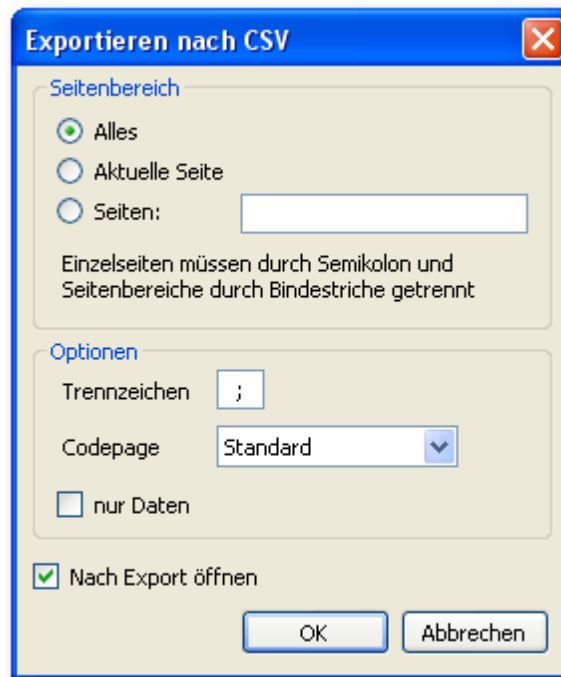 Exportieren nach CSV
Seitenbereich
Alles
Aktuelle Seite
Seiten:
Einzelseiten müssen durch Semikolon und
Seitenbereiche durch Bindestriche getrennt
Optionen
Trennzeichen ;
Codepage Standard
nur Daten
Nach Export öffnen
OK Abbrechen